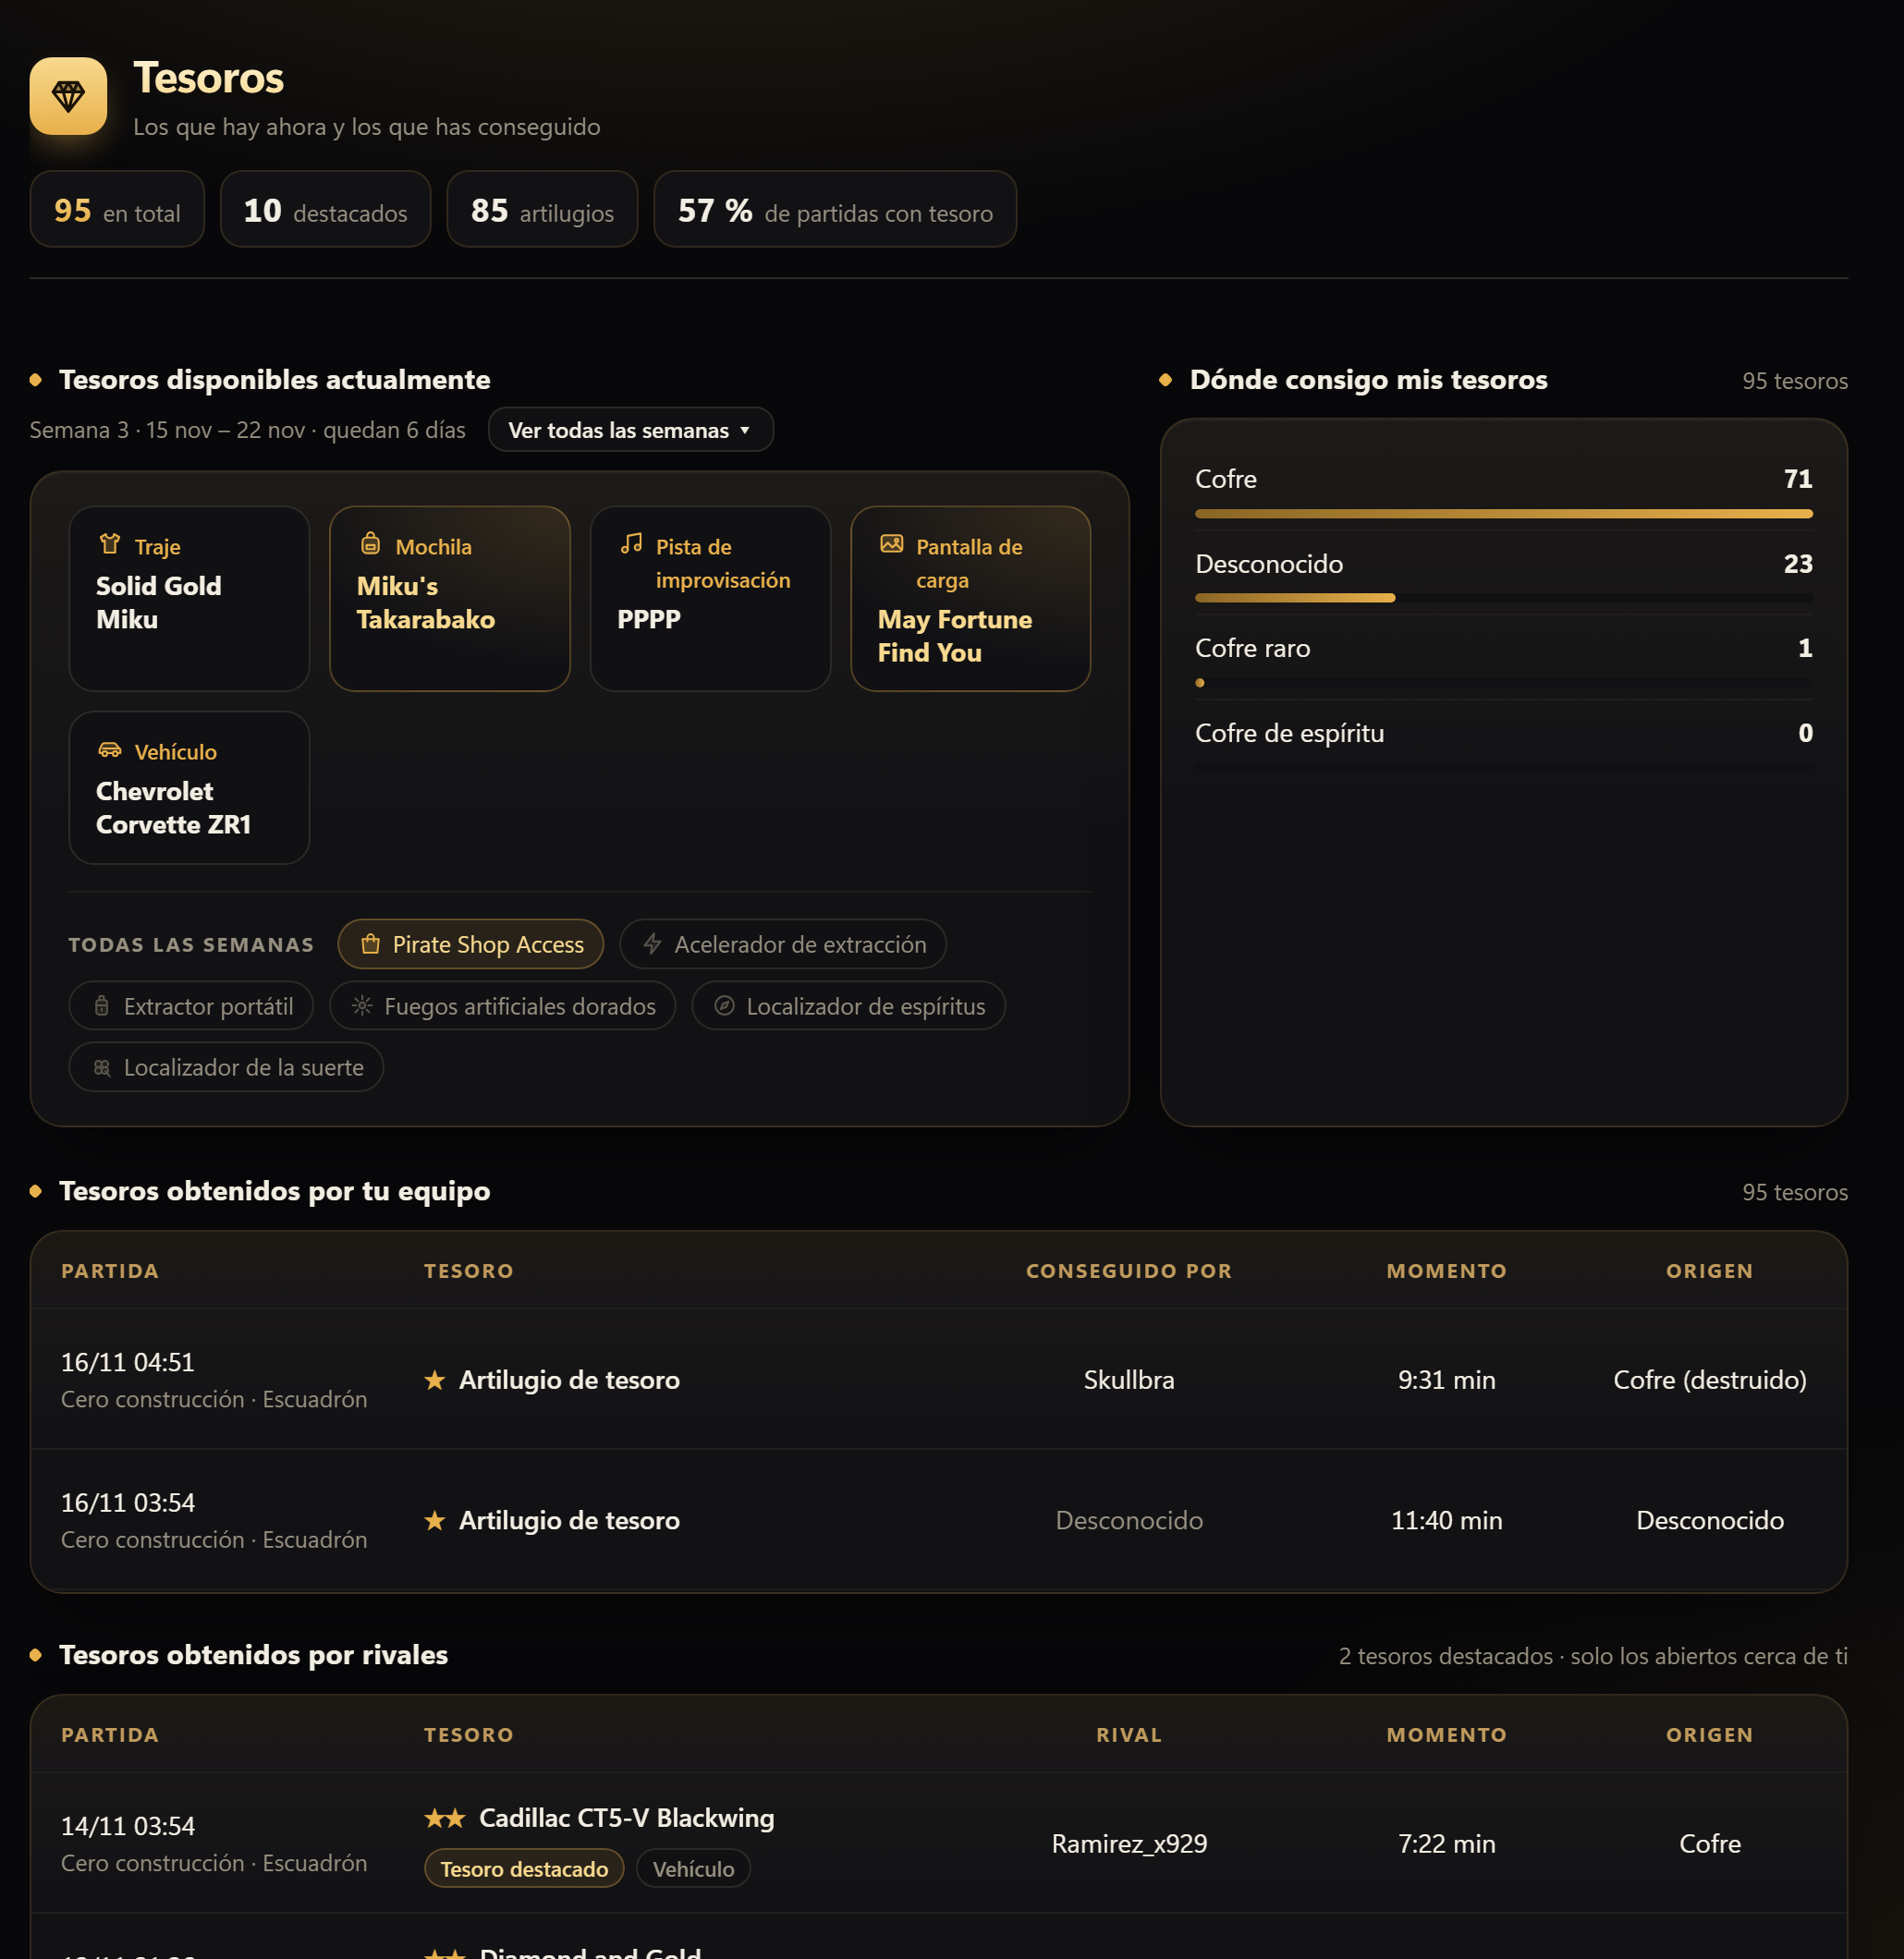 Tesoros
Los que hay ahora y los que has conseguido
95 en total
10 destacados
85 artilugios
57 % de partidas con tesoro
Tesoros disponibles actualmente
Semana 3 · 15 nov – 22 nov · quedan 6 días
Ver todas las semanas ▼
Traje
Solid Gold
Miku
Mochila
Miku's
Takarabako
Pista de
improvisación
PPPP
Pantalla de
carga
May Fortune
Find You
Vehículo
Chevrolet
Corvette ZR1
TODAS LAS SEMANAS
Pirate Shop Access
Acelerador de extracción
Extractor portátil
Fuegos artificiales dorados
Localizador de espíritus
Localizador de la suerte
Dónde consigo mis tesoros
95 tesoros
Cofre 71
Desconocido 23
Cofre raro 1
Cofre de espíritu 0
Tesoros obtenidos por tu equipo
95 tesoros
PARTIDA TESORO CONSEGUIDO POR MOMENTO ORIGEN
16/11 04:51
Cero construcción · Escuadrón
★ Artilugio de tesoro
Skullbra
9:31 min
Cofre (destruido)
16/11 03:54
Cero construcción · Escuadrón
★ Artilugio de tesoro
Desconocido
11:40 min
Desconocido
Tesoros obtenidos por rivales
2 tesoros destacados · solo los abiertos cerca de ti
PARTIDA TESORO RIVAL MOMENTO ORIGEN
14/11 03:54
Cero construcción · Escuadrón
★★ Cadillac CT5-V Blackwing
Tesoro destacado
Vehículo
Ramirez_x929
7:22 min
Cofre
★★ Diamond and Gold